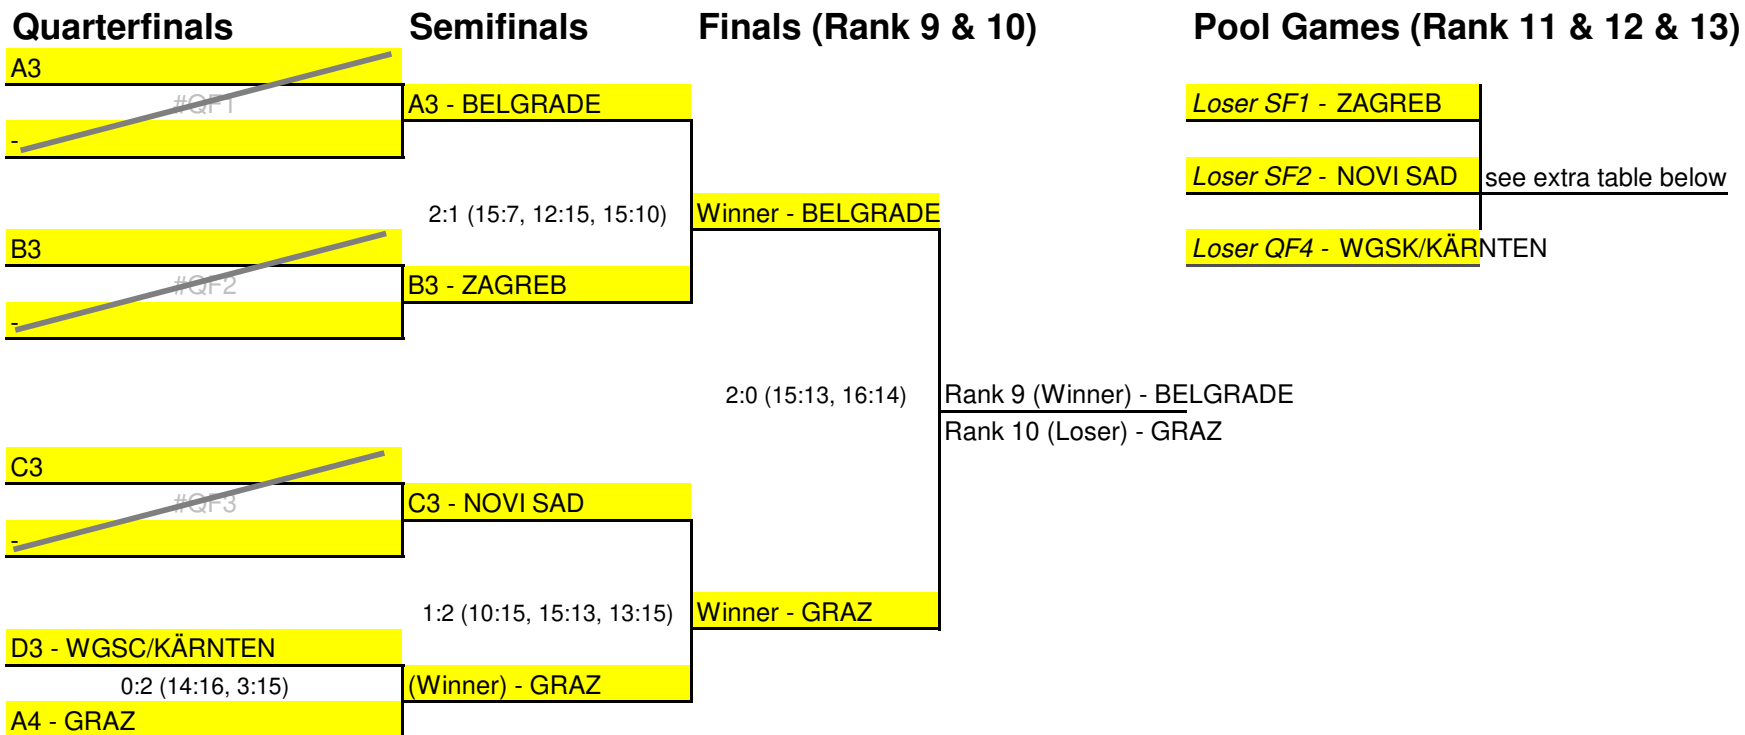 Quarterfinals
Semifinals
Finals (Rank 9 & 10)
Pool Games (Rank 11 & 12 & 13)
A3
#QF1
-
A3 - BELGRADE
Loser SF1 - ZAGREB
Loser SF2 - NOVI SAD
see extra table below
2:1 (15:7, 12:15, 15:10)
Winner - BELGRADE
B3
Loser QF4 - WGSK/KÄRNTEN
#QF2
-
B3 - ZAGREB
2:0 (15:13, 16:14)
Rank 9 (Winner) - BELGRADE
Rank 10 (Loser) - GRAZ
C3
#QF3
-
C3 - NOVI SAD
1:2 (10:15, 15:13, 13:15)
Winner - GRAZ
D3 - WGSC/KÄRNTEN
0:2 (14:16, 3:15)
(Winner) - GRAZ
A4 - GRAZ